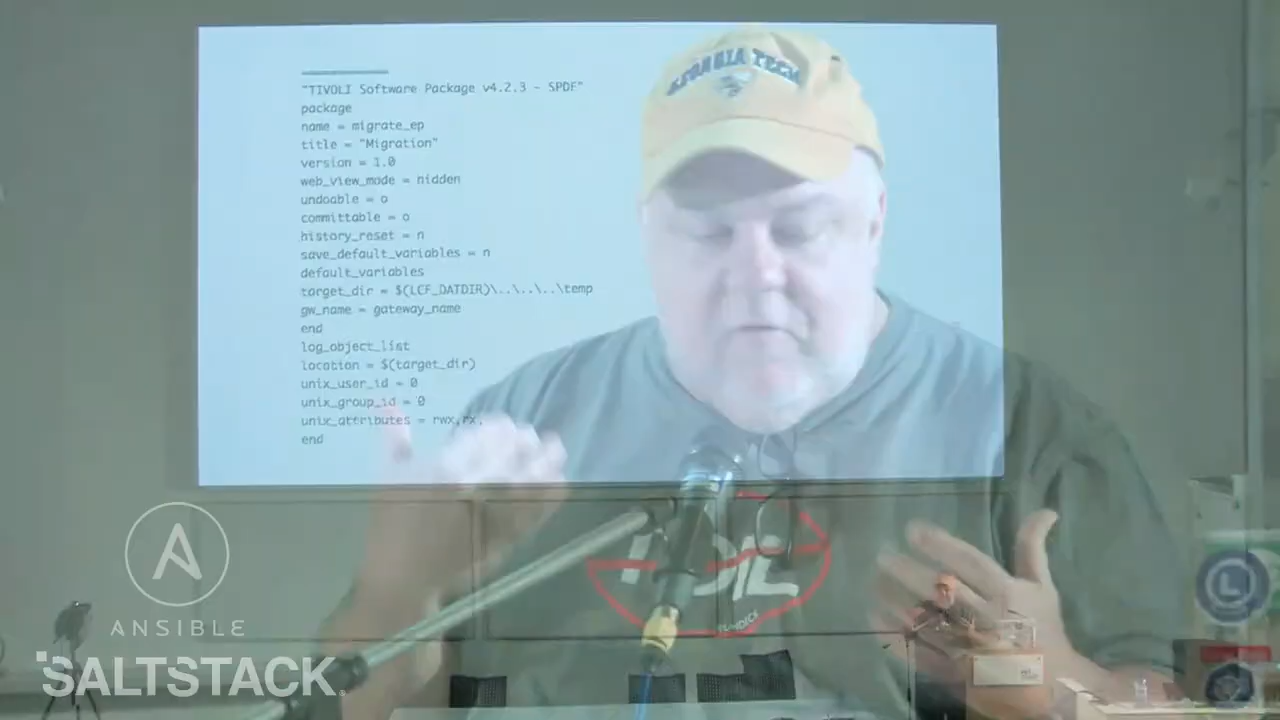 "TIVOLI Software Package v4.2.3 - SPDF"
package
name = migrate_ep
title = "Migration"
version = 1.0
web_view_mode = hidden
undoable = o
committable = o
history_reset = n
save_default_variables = n
default_variables
target_dir = $(LCF_DATDIR)\..\..\..\temp
gw_name = gateway_name
end
log_object_list
location = $(target_dir)
unix_user_id = 0
unix_group_id = 0
unix_attributes = rwx,rx,
end
GEORGIA TECH
ANSIBLE
SALTSTACK